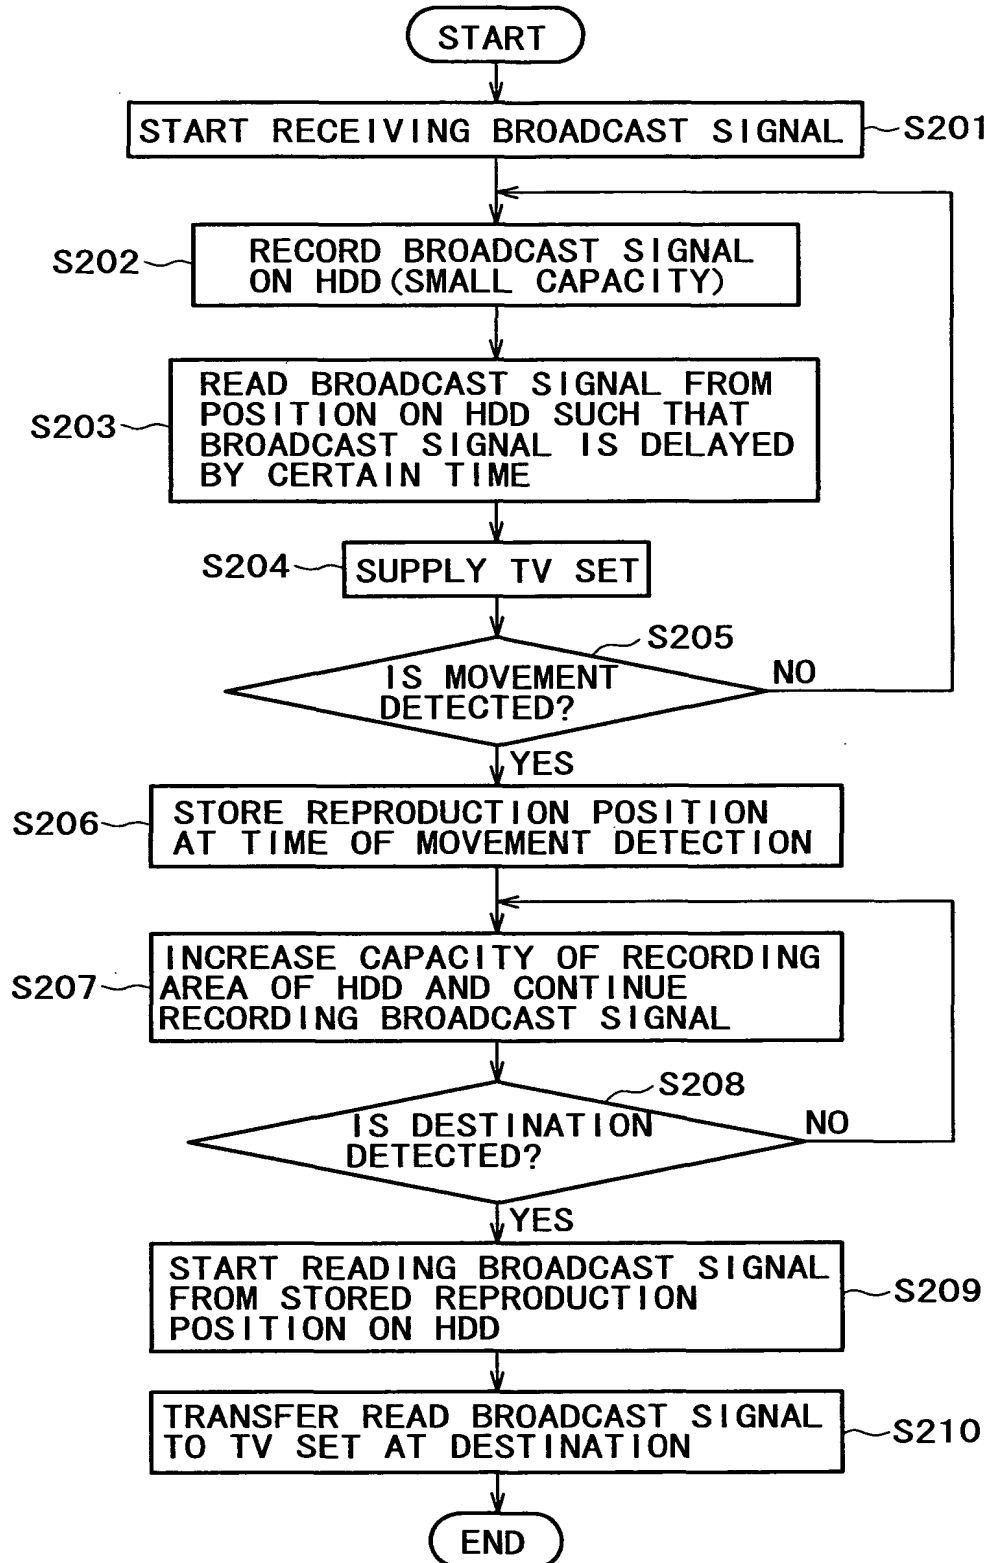 START
START RECEIVING BROADCAST SIGNAL
S201
S202
RECORD BROADCAST SIGNAL
ON HDD (SMALL CAPACITY)
S203
READ BROADCAST SIGNAL FROM
POSITION ON HDD SUCH THAT
BROADCAST SIGNAL IS DELAYED
BY CERTAIN TIME
S204
SUPPLY TV SET
S205
IS MOVEMENT
DETECTED?
NO
YES
S206
STORE REPRODUCTION POSITION
AT TIME OF MOVEMENT DETECTION
S207
INCREASE CAPACITY OF RECORDING
AREA OF HDD AND CONTINUE
RECORDING BROADCAST SIGNAL
S208
IS DESTINATION
DETECTED?
NO
YES
START READING BROADCAST SIGNAL
FROM STORED REPRODUCTION
POSITION ON HDD
S209
TRANSFER READ BROADCAST SIGNAL
TO TV SET AT DESTINATION
S210
END